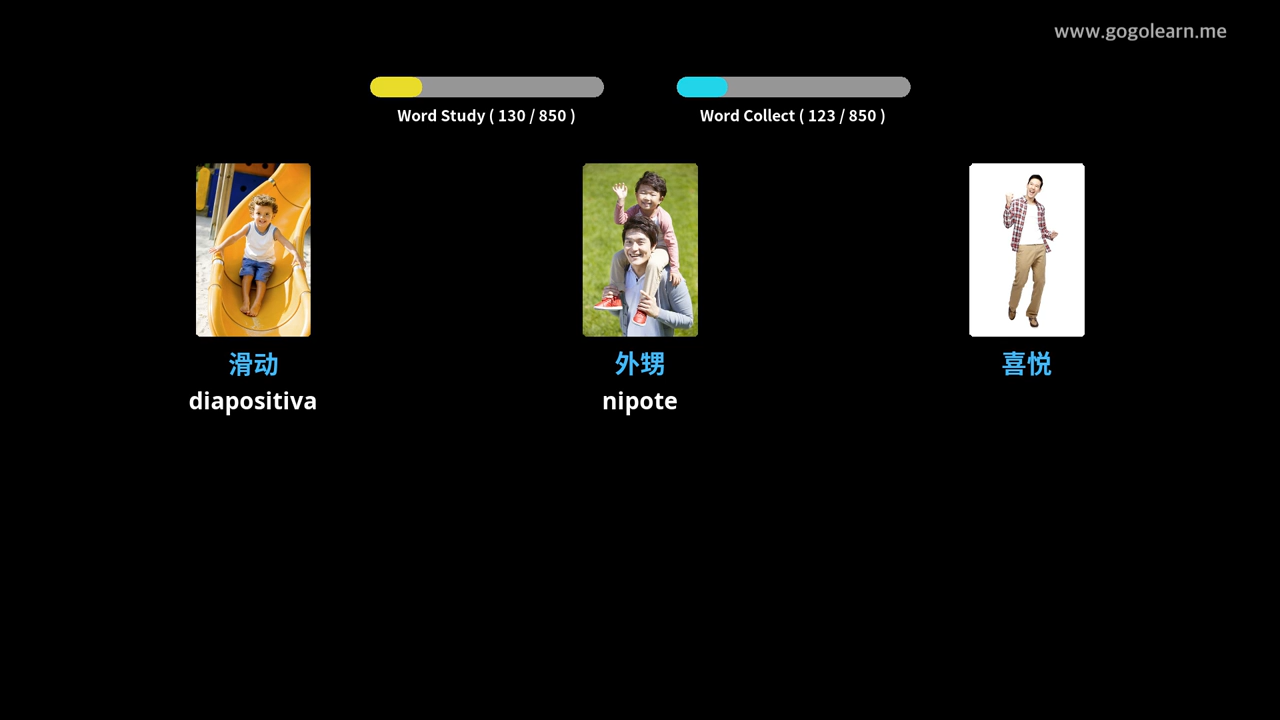 www.gogolearn.me
Word Study ( 130 / 850 )
Word Collect ( 123 / 850 )
滑动
外甥
喜悦
diapositiva
nipote